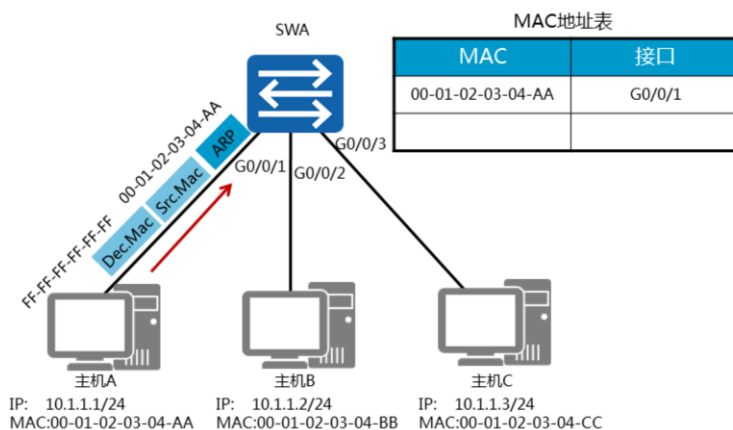 MAC地址表
SWA
MAC 接口
00-01-02-03-04-AA G0/0/1
FF-FF-FF-FF-FF-FF
00-01-02-03-04-AA
Dec.Mac Src.Mac ARP
G0/0/1
G0/0/2
G0/0/3
主机A
IP: 10.1.1.1/24
MAC:00-01-02-03-04-AA
主机B
IP: 10.1.1.2/24
MAC:00-01-02-03-04-BB
主机C
IP: 10.1.1.3/24
MAC:00-01-02-03-04-CC